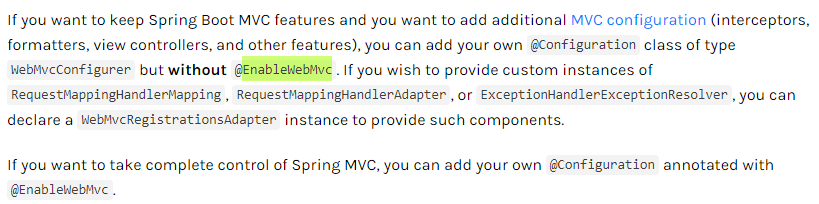 If you want to keep Spring Boot MVC features and you want to add additional MVC configuration (interceptors,
formatters, view controllers, and other features), you can add your own @Configuration class of type
WebMvcConfigurer but without @EnableWebMvc. If you wish to provide custom instances of
RequestMappingHandlerMapping, RequestMappingHandlerAdapter, or ExceptionHandlerExceptionResolver, you can
declare a WebMvcRegistrationsAdapter instance to provide such components.
If you want to take complete control of Spring MVC, you can add your own @Configuration annotated with
@EnableWebMvc.